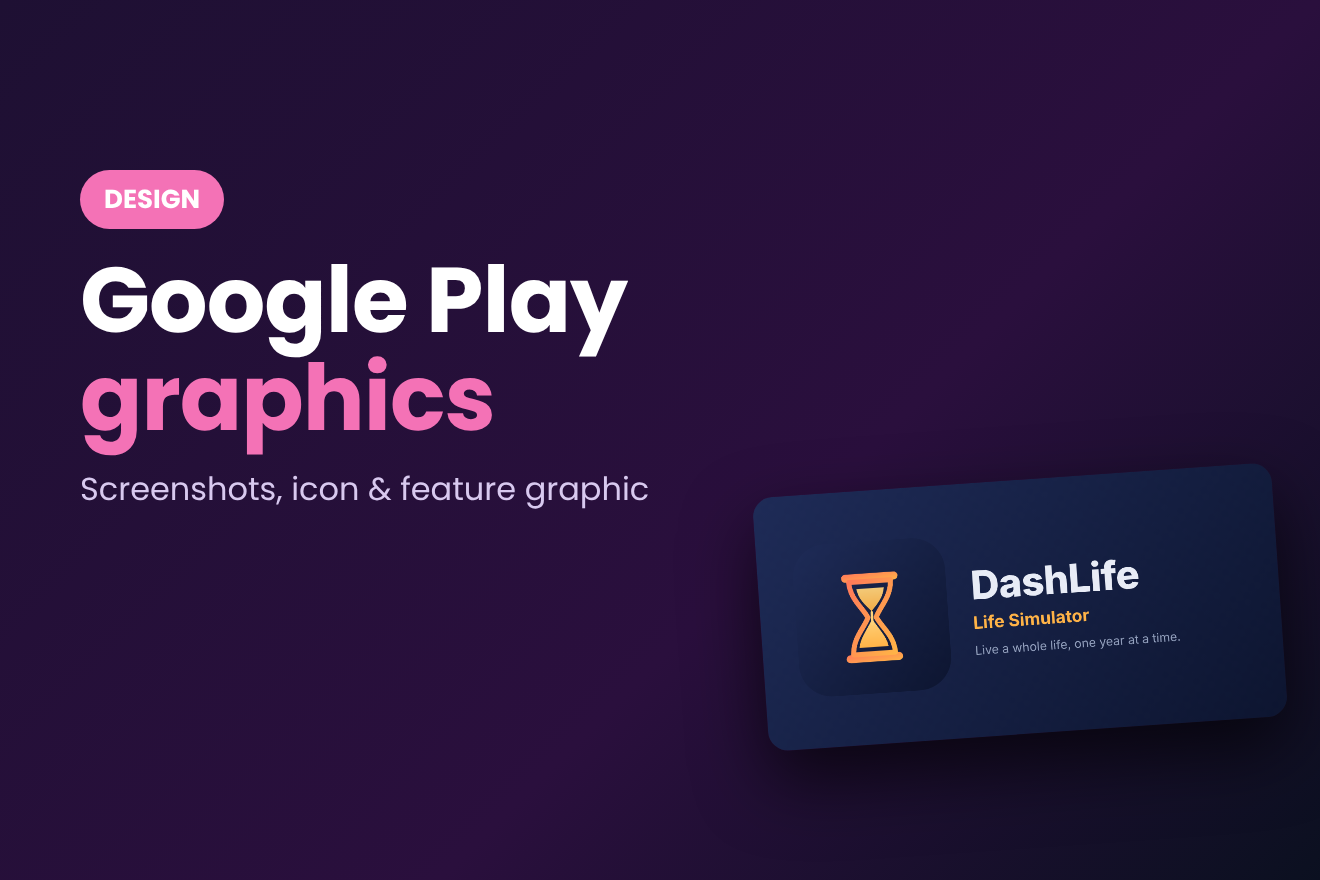 DESIGN
Google Play
graphics
Screenshots, icon & feature graphic
DashLife
Life Simulator
Live a whole life, one year at a time.